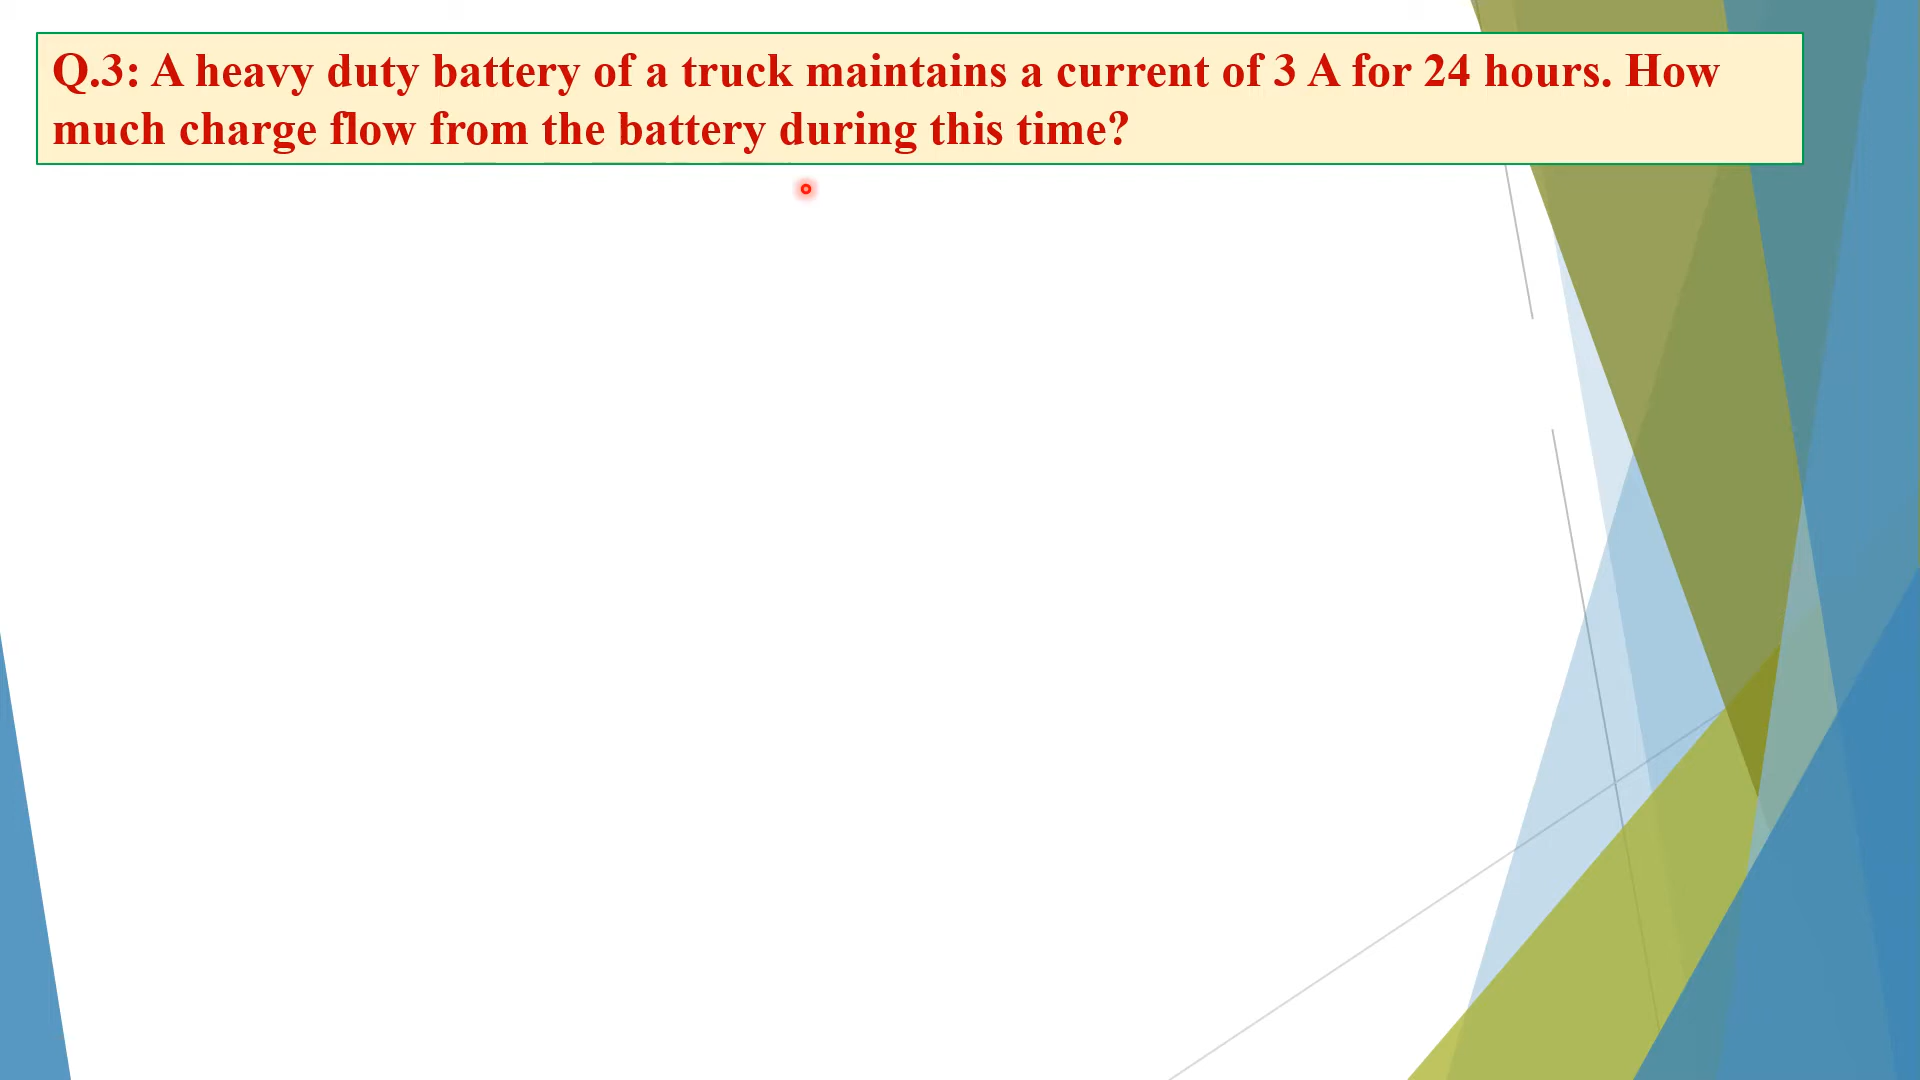 Q.3: A heavy duty battery of a truck maintains a current of 3 A for 24 hours. How
much charge flow from the battery during this time?